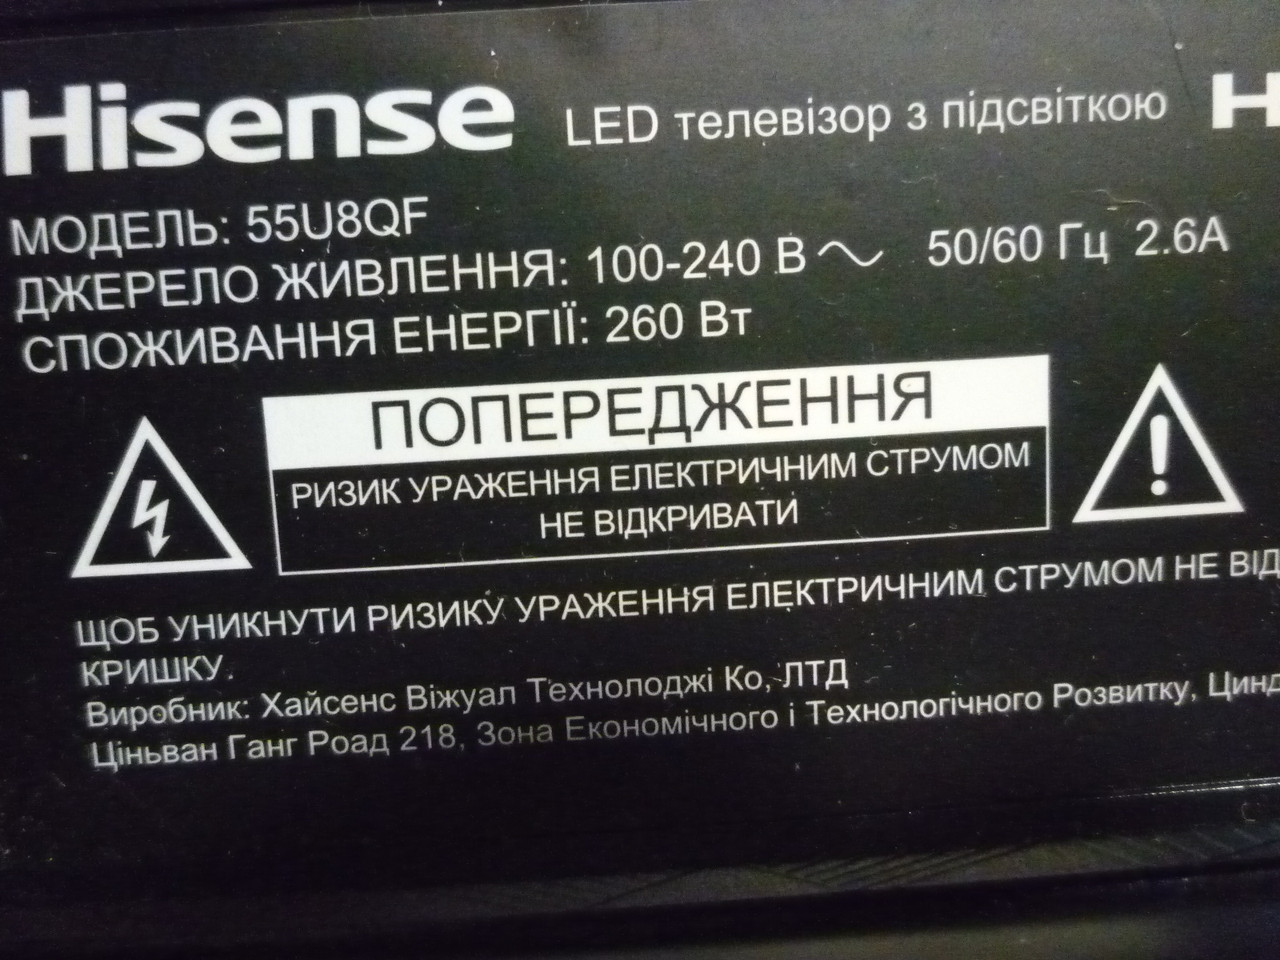 Hisense LED телевізор з підсвіткою H
МОДЕЛЬ: 55U8QF
ДЖЕРЕЛО ЖИВЛЕННЯ: 100-240 В ~ 50/60 Гц 2.6А
СПОЖИВАННЯ ЕНЕРГІЇ: 260 Вт
ПОПЕРЕДЖЕННЯ
РИЗИК УРАЖЕННЯ ЕЛЕКТРИЧНИМ СТРУМОМ
НЕ ВІДКРИВАТИ
ЩОБ УНИКНУТИ РИЗИКУ УРАЖЕННЯ ЕЛЕКТРИЧНИМ СТРУМОМ НЕ ВІД
КРИШКУ.
Виробник: Хайсенс Віжуал Технолоджі Ко, ЛТД
Ціньван Ганг Роад 218, Зона Економічного і Технологічного Розвитку, Цинд